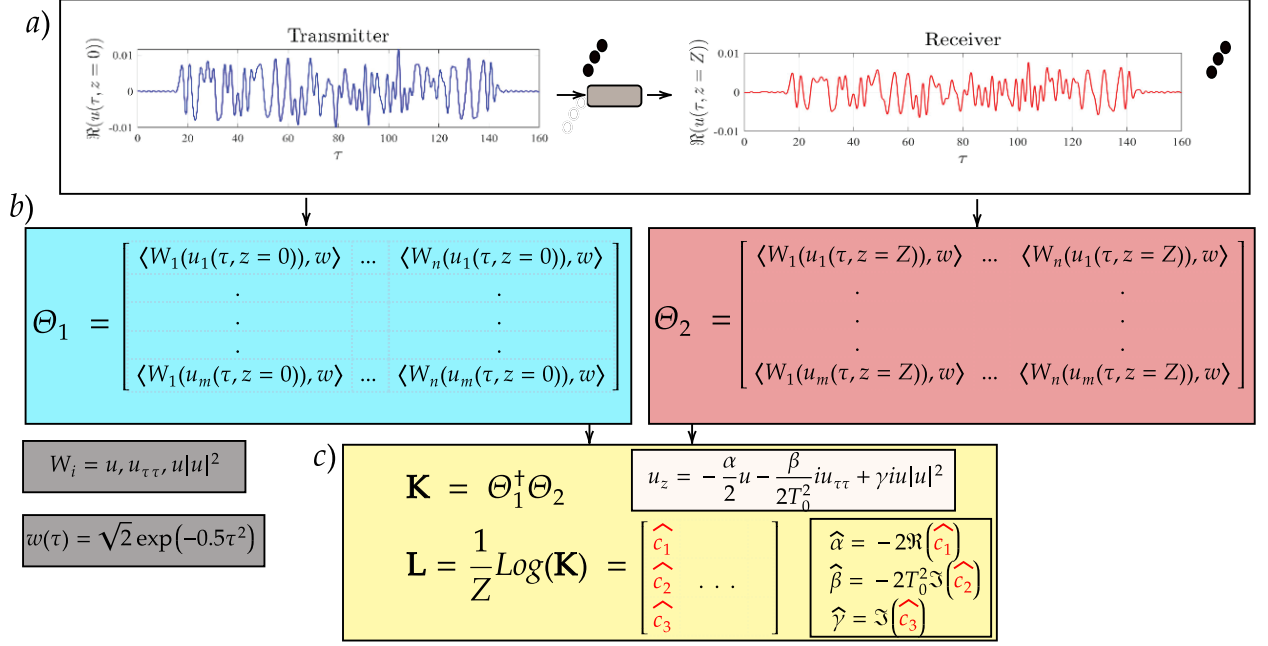 a)
Transmitter
ℜ(u(τ, z = 0))
0.01
0
-0.01
0 20 40 60 80 100 120 140 160
τ
Receiver
ℜ(u(τ, z = Z))
0.01
0
-0.01
0 20 40 60 80 100 120 140 160
τ
b)
Θ₁ =
⟨W₁(u₁(τ, z = 0)), w⟩ ... ⟨Wₙ(u₁(τ, z = 0)), w⟩
. .
. .
. .
⟨W₁(uₘ(τ, z = 0)), w⟩ ... ⟨Wₙ(uₘ(τ, z = 0)), w⟩
Θ₂ =
⟨W₁(u₁(τ, z = Z)), w⟩ ... ⟨Wₙ(u₁(τ, z = Z)), w⟩
. .
. .
. .
⟨W₁(uₘ(τ, z = Z)), w⟩ ... ⟨Wₙ(uₘ(τ, z = Z)), w⟩
Wᵢ = u, u_ττ, u|u|²
w(τ) = √2 exp(−0.5τ²)
c)
K = Θ₁†Θ₂
u_z = − α/2 u − β/2T₀² iu_ττ + γiu|u|²
L = 1/Z Log(K) =
ĉ₁
ĉ₂ . . .
ĉ₃
α̂ = −2ℜ(ĉ₁)
β̂ = −2T₀²ℑ(ĉ₂)
γ̂ = ℑ(ĉ₃)